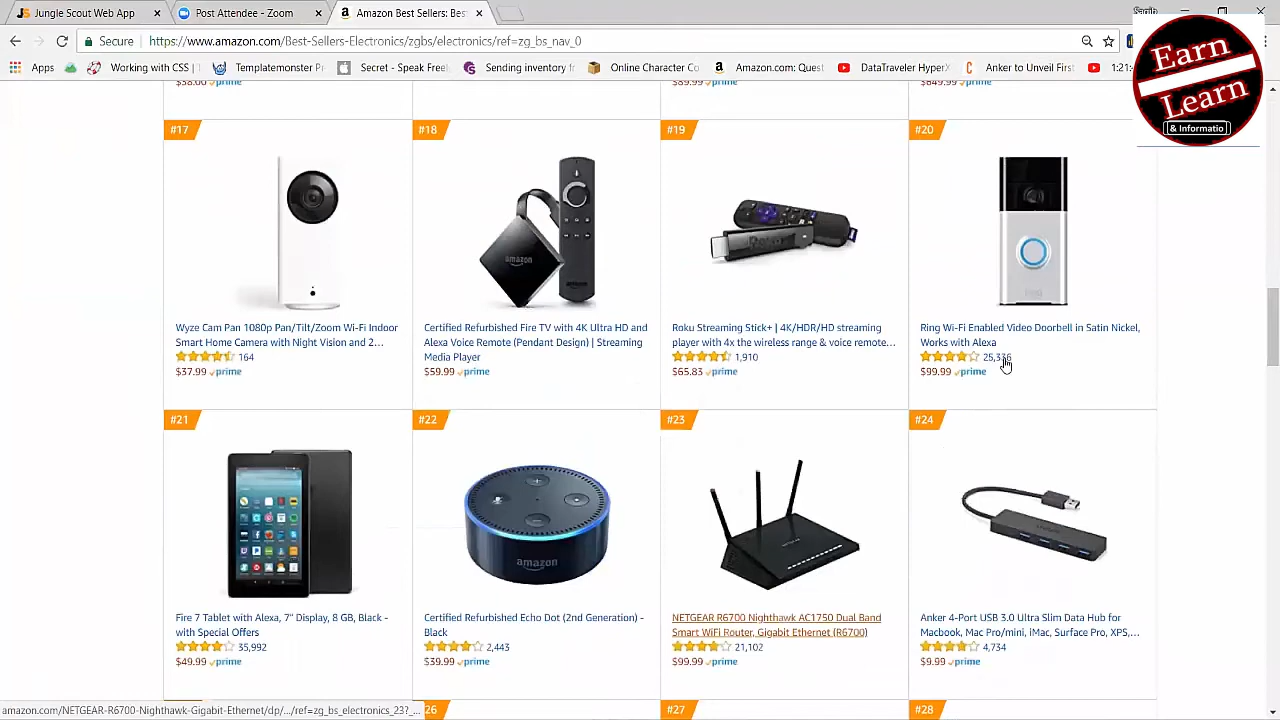 Jungle Scout Web App
Post Attendee - Zoom
Amazon Best Sellers: Bes
Secure
https://www.amazon.com/Best-Sellers-Electronics/zgbs/electronics/ref=zg_bs_nav_0
Apps
Working with CSS |
Templemonster P
Secret - Speak Free
Selling inventory f
Online Character Co
Amazon.com: Quest
DataTraveler HyperX
Anker to Unveil First
1:21:
Earn
Learn
& Informatio
$38.00 prime
$89.99 prime
$649.99 prime
#17
#18
#19
#20
amazon
Roku
ring
Wyze Cam Pan 1080p Pan/Tilt/Zoom Wi-Fi Indoor
Smart Home Camera with Night Vision and 2…
164
$37.99 prime
Certified Refurbished Fire TV with 4K Ultra HD and
Alexa Voice Remote (Pendant Design) | Streaming
Media Player
$59.99 prime
Roku Streaming Stick+ | 4K/HDR/HD streaming
player with 4x the wireless range & voice remote…
1,910
$65.83 prime
Ring Wi-Fi Enabled Video Doorbell in Satin Nickel,
Works with Alexa
25,336
$99.99 prime
#21
#22
#23
#24
amazon
Fire 7 Tablet with Alexa, 7" Display, 8 GB, Black -
with Special Offers
35,992
$49.99 prime
Certified Refurbished Echo Dot (2nd Generation) -
Black
2,443
$39.99 prime
NETGEAR R6700 Nighthawk AC1750 Dual Band
Smart WiFi Router, Gigabit Ethernet (R6700)
21,102
$99.99 prime
Anker 4-Port USB 3.0 Ultra Slim Data Hub for
Macbook, Mac Pro/mini, iMac, Surface Pro, XPS,…
4,734
$9.99 prime
26
#27
#28
amazon.com/NETGEAR-R6700-Nighthawk-Gigabit-Ethernet/dp/…/ref=zg_bs_electronics_23?_…